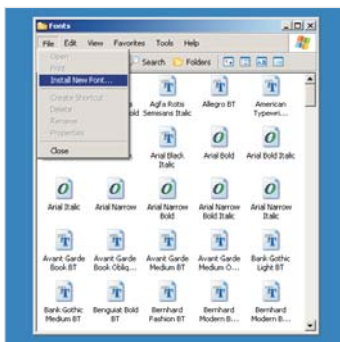 Fonts
File Edit View Favorites Tools Help
Open
Print
Install New Font...
Create Shortcut
Delete
Rename
Properties
Close
Search Folders
Agfa Rotis Semisans Italic
Allegro BT
American Typewri...
Arial Black Italic
Arial Bold
Arial Bold Italic
Arial Italic
Arial Narrow
Arial Narrow Bold
Arial Narrow Bold Italic
Arial Narrow Italic
Avant Garde Book BT
Avant Garde Book Obliq...
Avant Garde Medium BT
Avant Garde Medium O...
Bank Gothic Light BT
Bank Gothic Medium BT
Benguiat Bold BT
Bernhard Fashion BT
Bernhard Modern B...
Bernhard Modern B...